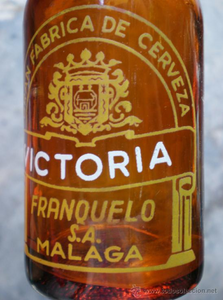 FABRICA DE CERVEZA
VICTORIA
FRANQUELO
S.A.
MALAGA